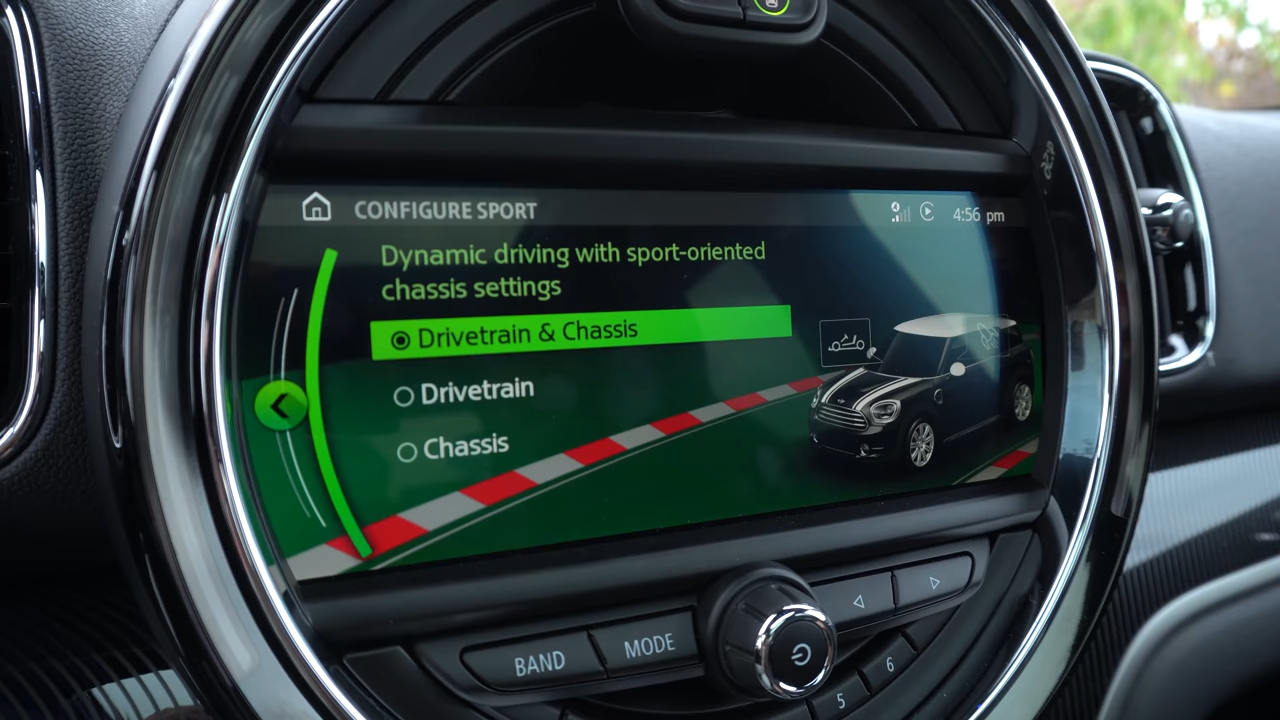 CONFIGURE SPORT
4:56 pm
Dynamic driving with sport-oriented
chassis settings
Drivetrain & Chassis
Drivetrain
Chassis
BAND
MODE
5
6